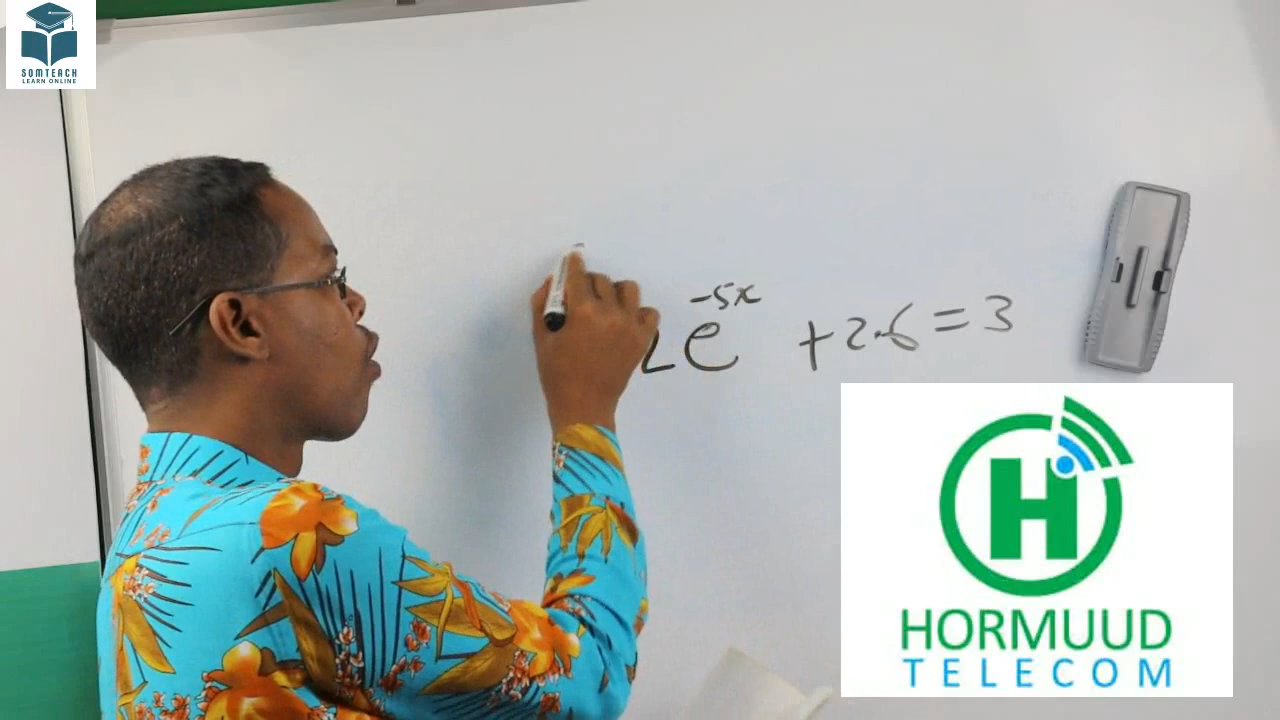 SOMTEACH
LEARN ONLINE
2e^{-5x} + 2.6 = 3
H
HORMUUD
TELECOM